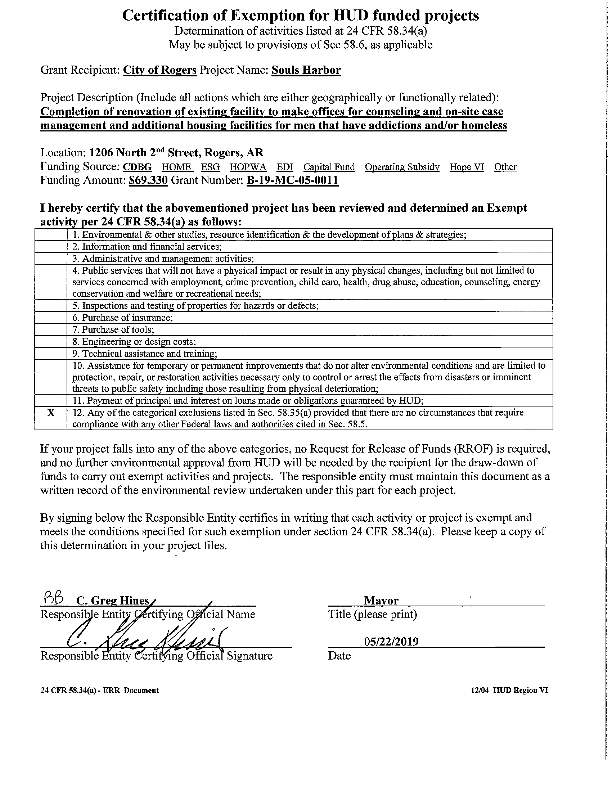 Certification of Exemption for HUD funded projects
Determination of activities listed at 24 CFR 58.34(a)
May be subject to provisions of Sec 58.6, as applicable
Grant Recipient: City of Rogers Project Name: Souls Harbor
Project Description (Include all actions which are either geographically or functionally related):
Completion of renovation of existing facility to make offices for counseling and on-site case
management and additional housing facilities for men that have addictions and/or homeless
Location: 1206 North 2nd Street, Rogers, AR
Funding Source: CDBG HOME ESG HOPWA EDI Capital Fund Operating Subsidy Hope VI Other
Funding Amount: $69,330 Grant Number: B-19-MC-05-0011
I hereby certify that the abovementioned project has been reviewed and determined an Exempt
activity per 24 CFR 58.34(a) as follows:
1. Environmental & other studies, resource identification & the development of plans & strategies;
2. Information and financial services;
3. Administrative and management activities;
4. Public services that will not have a physical impact or result in any physical changes, including but not limited to
services concerned with employment, crime prevention, child care, health, drug abuse, education, counseling, energy
conservation and welfare or recreational needs;
5. Inspections and testing of properties for hazards or defects;
6. Purchase of insurance;
7. Purchase of tools;
8. Engineering or design costs;
9. Technical assistance and training;
10. Assistance for temporary or permanent improvements that do not alter environmental conditions and are limited to
protection, repair, or restoration activities necessary only to control or arrest the effects from disasters or imminent
threats to public safety including those resulting from physical deterioration;
11. Payment of principal and interest on loans made or obligations guaranteed by HUD;
X 12. Any of the categorical exclusions listed in Sec. 58.35(a) provided that there are no circumstances that require
compliance with any other Federal laws and authorities cited in Sec. 58.5.
If your project falls into any of the above categories, no Request for Release of Funds (RROF) is required,
and no further environmental approval from HUD will be needed by the recipient for the draw-down of
funds to carry out exempt activities and projects. The responsible entity must maintain this document as a
written record of the environmental review undertaken under this part for each project.
By signing below the Responsible Entity certifies in writing that each activity or project is exempt and
meets the conditions specified for such exemption under section 24 CFR 58.34(a). Please keep a copy of
this determination in your project files.
BB C. Greg Hines Mayor
Responsible Entity Certifying Official Name Title (please print)
C. Greg Hines 05/22/2019
Responsible Entity Certifying Official Signature Date
24 CFR 58.34(a) - ERR Document 12/04 HUD Region VI